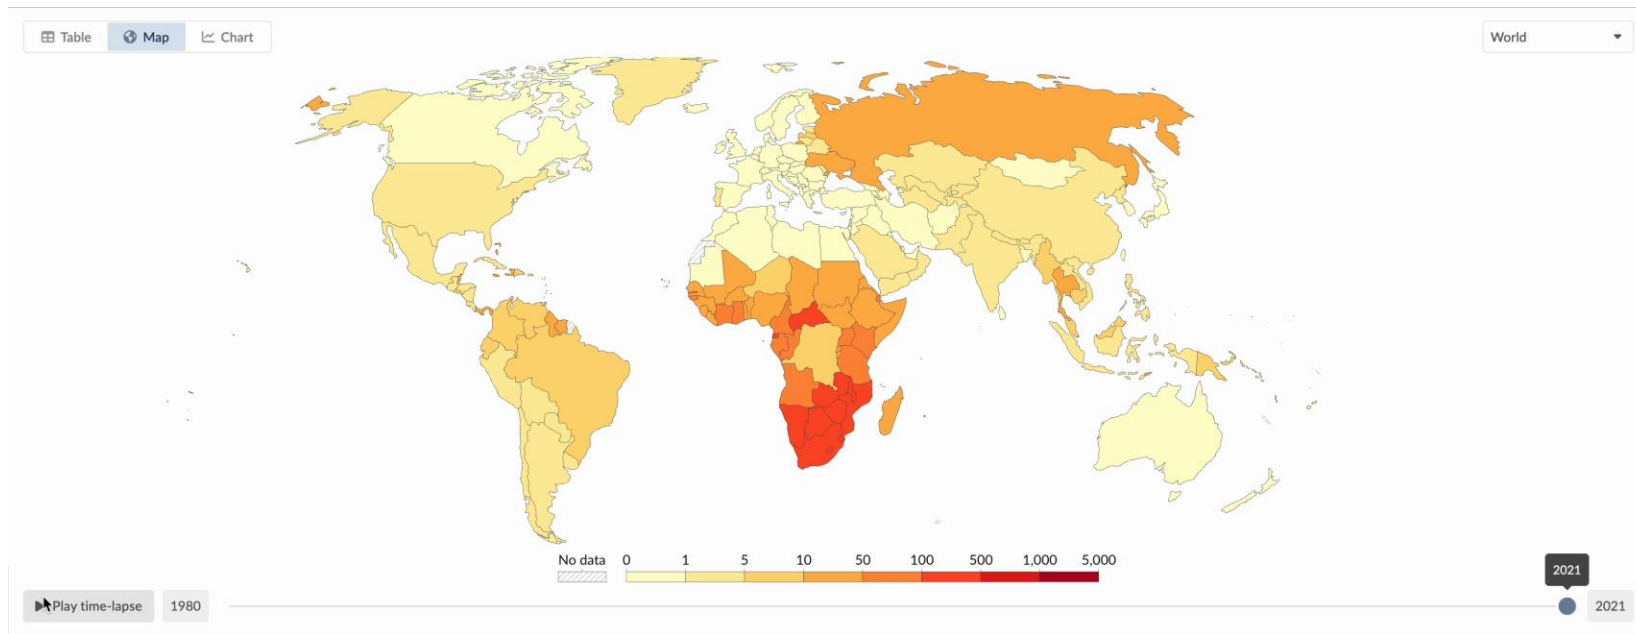 Table Map Chart World
No data 0 1 5 10 50 100 500 1,000 5,000
2021
Play time-lapse 1980 2021